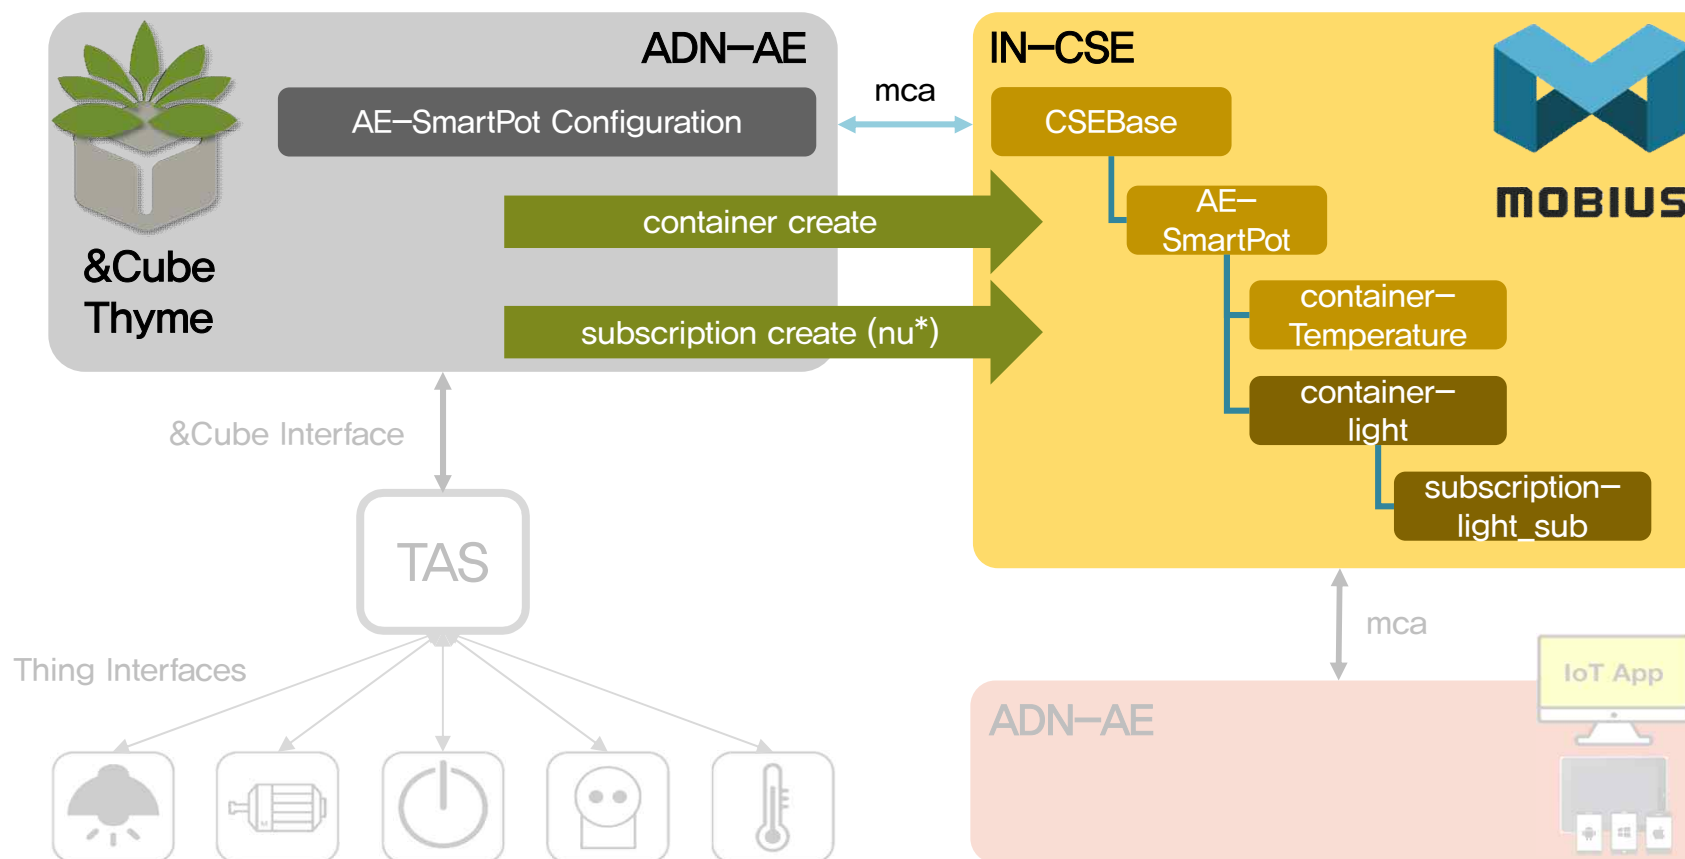 ADN-AE
IN-CSE
mca
AE-SmartPot Configuration
CSEBase
MOBIUS
container create
AE-
SmartPot
&Cube
Thyme
container-
Temperature
subscription create (nu*)
container-
light
&Cube Interface
subscription-
light_sub
TAS
mca
Thing Interfaces
IoT App
ADN-AE